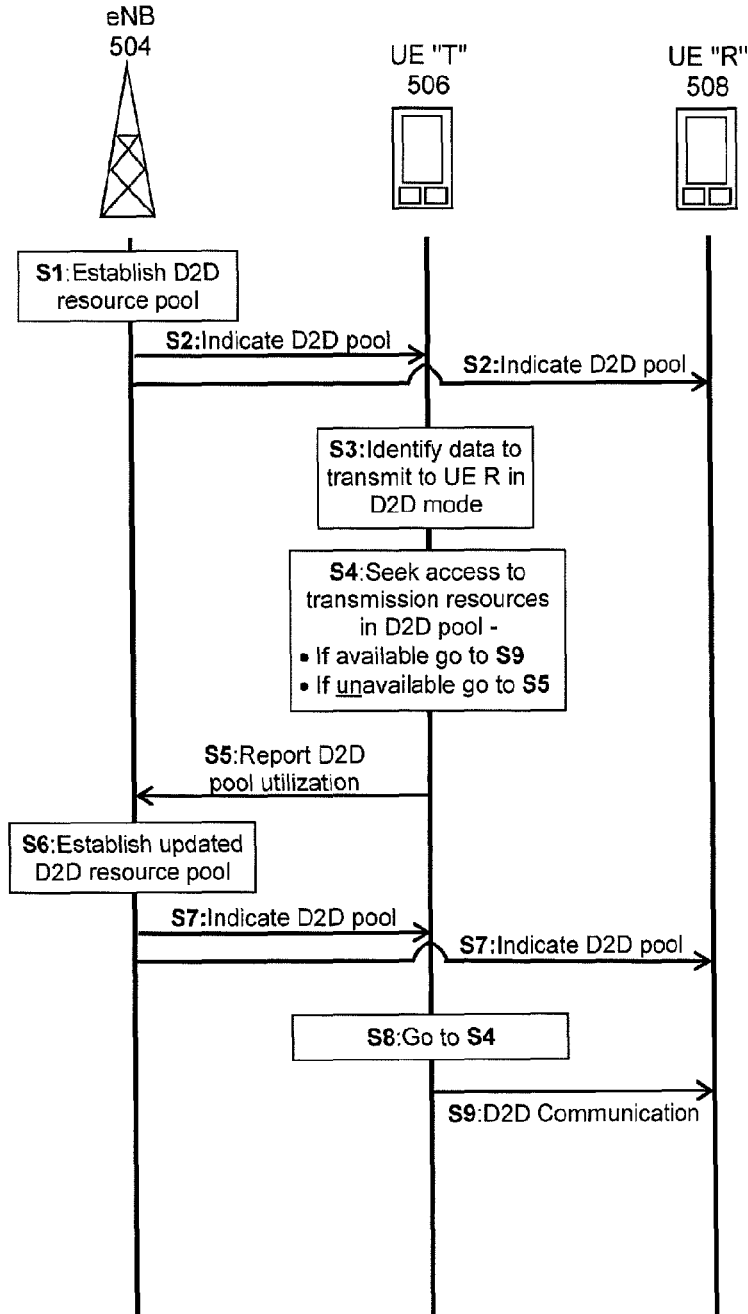 eNB
504
UE "T"
506
UE "R"
508
S1:Establish D2D
resource pool
S2:Indicate D2D pool
S2:Indicate D2D pool
S3:Identify data to
transmit to UE R in
D2D mode
S4:Seek access to
transmission resources
in D2D pool -
• If available go to S9
• If unavailable go to S5
S5:Report D2D
pool utilization
S6:Establish updated
D2D resource pool
S7:Indicate D2D pool
S7:Indicate D2D pool
S8:Go to S4
S9:D2D Communication